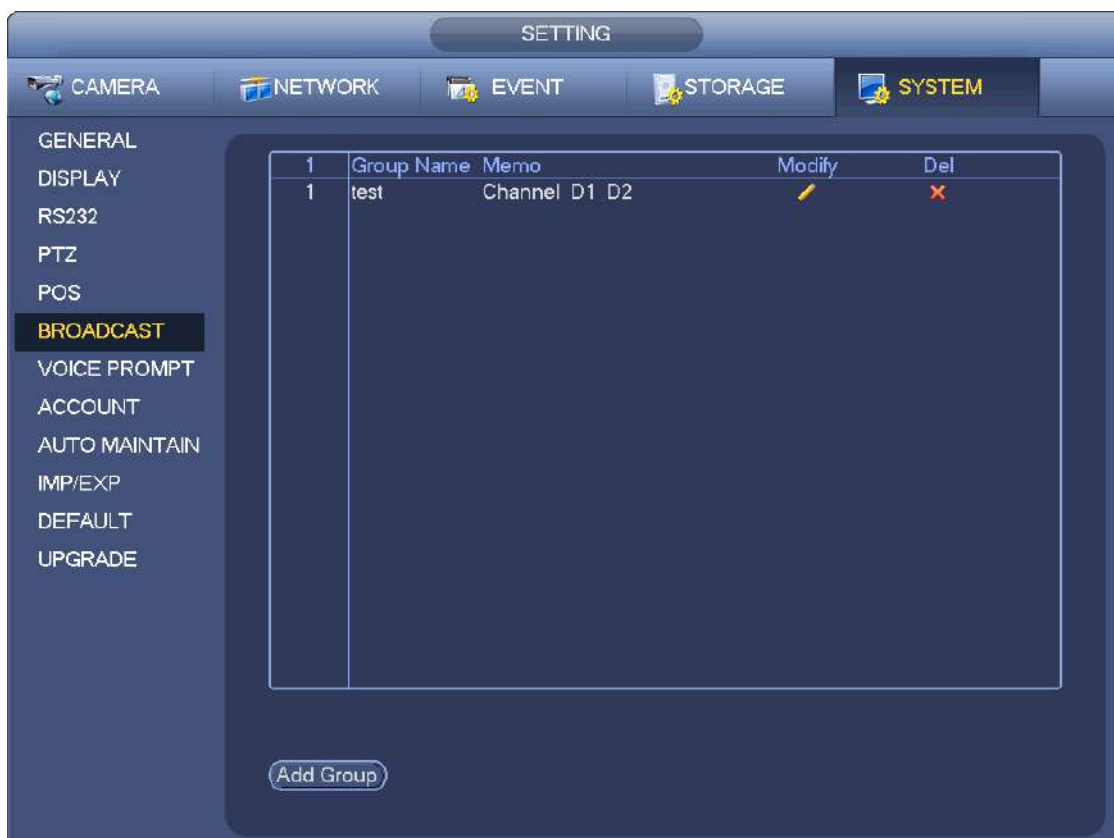 SETTING
CAMERA NETWORK EVENT STORAGE SYSTEM
GENERAL
DISPLAY
RS232
PTZ
POS
BROADCAST
VOICE PROMPT
ACCOUNT
AUTO MAINTAIN
IMP/EXP
DEFAULT
UPGRADE
1 Group Name Memo Modify Del
1 test Channel D1 D2
Add Group